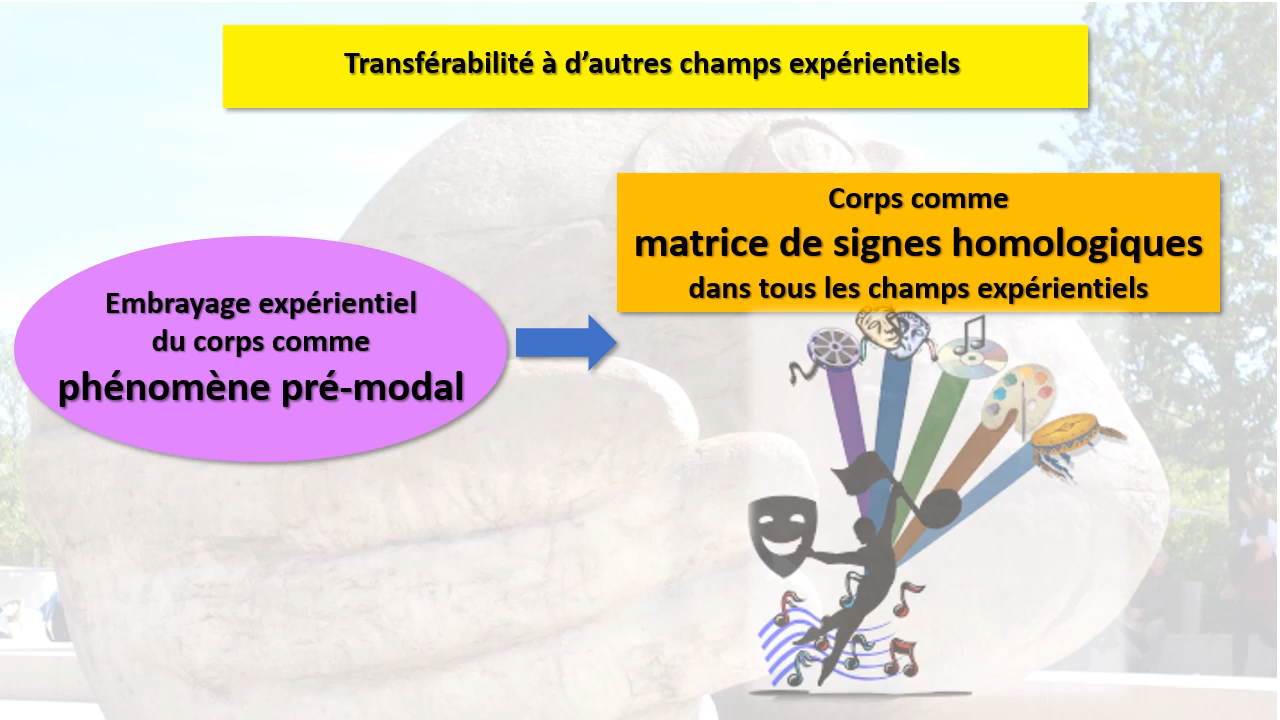 Transférabilité à d’autres champs expérientiels
Corps comme
matrice de signes homologiques
dans tous les champs expérientiels
Embrayage expérientiel
du corps comme
phénomène pré-modal